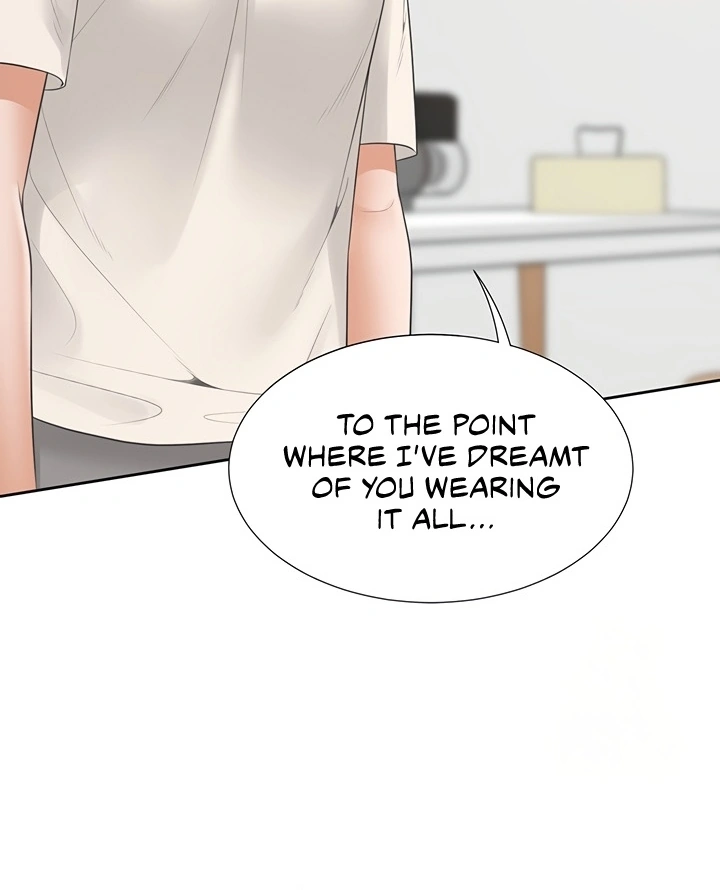 TO THE POINT
WHERE I'VE DREAMT
OF YOU WEARING
IT ALL...